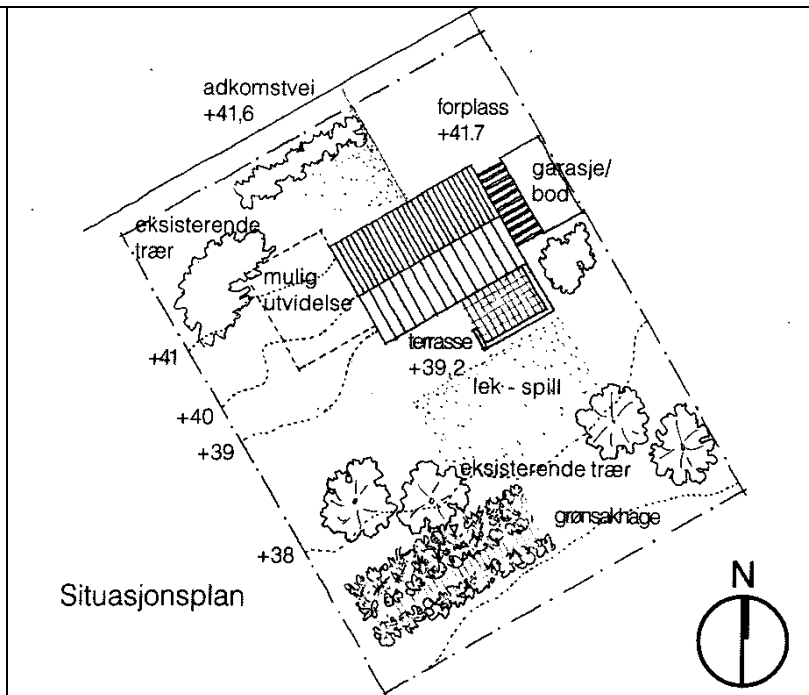 adkomstvei
+41,6
forplass
+41.7
garasje/
bod
eksisterende
trær
mulig
utvidelse
+41
+40
+39
terrasse
+39,2
lek - spill
eksisterende trær
grønsakhage
+38
Situasjonsplan
N